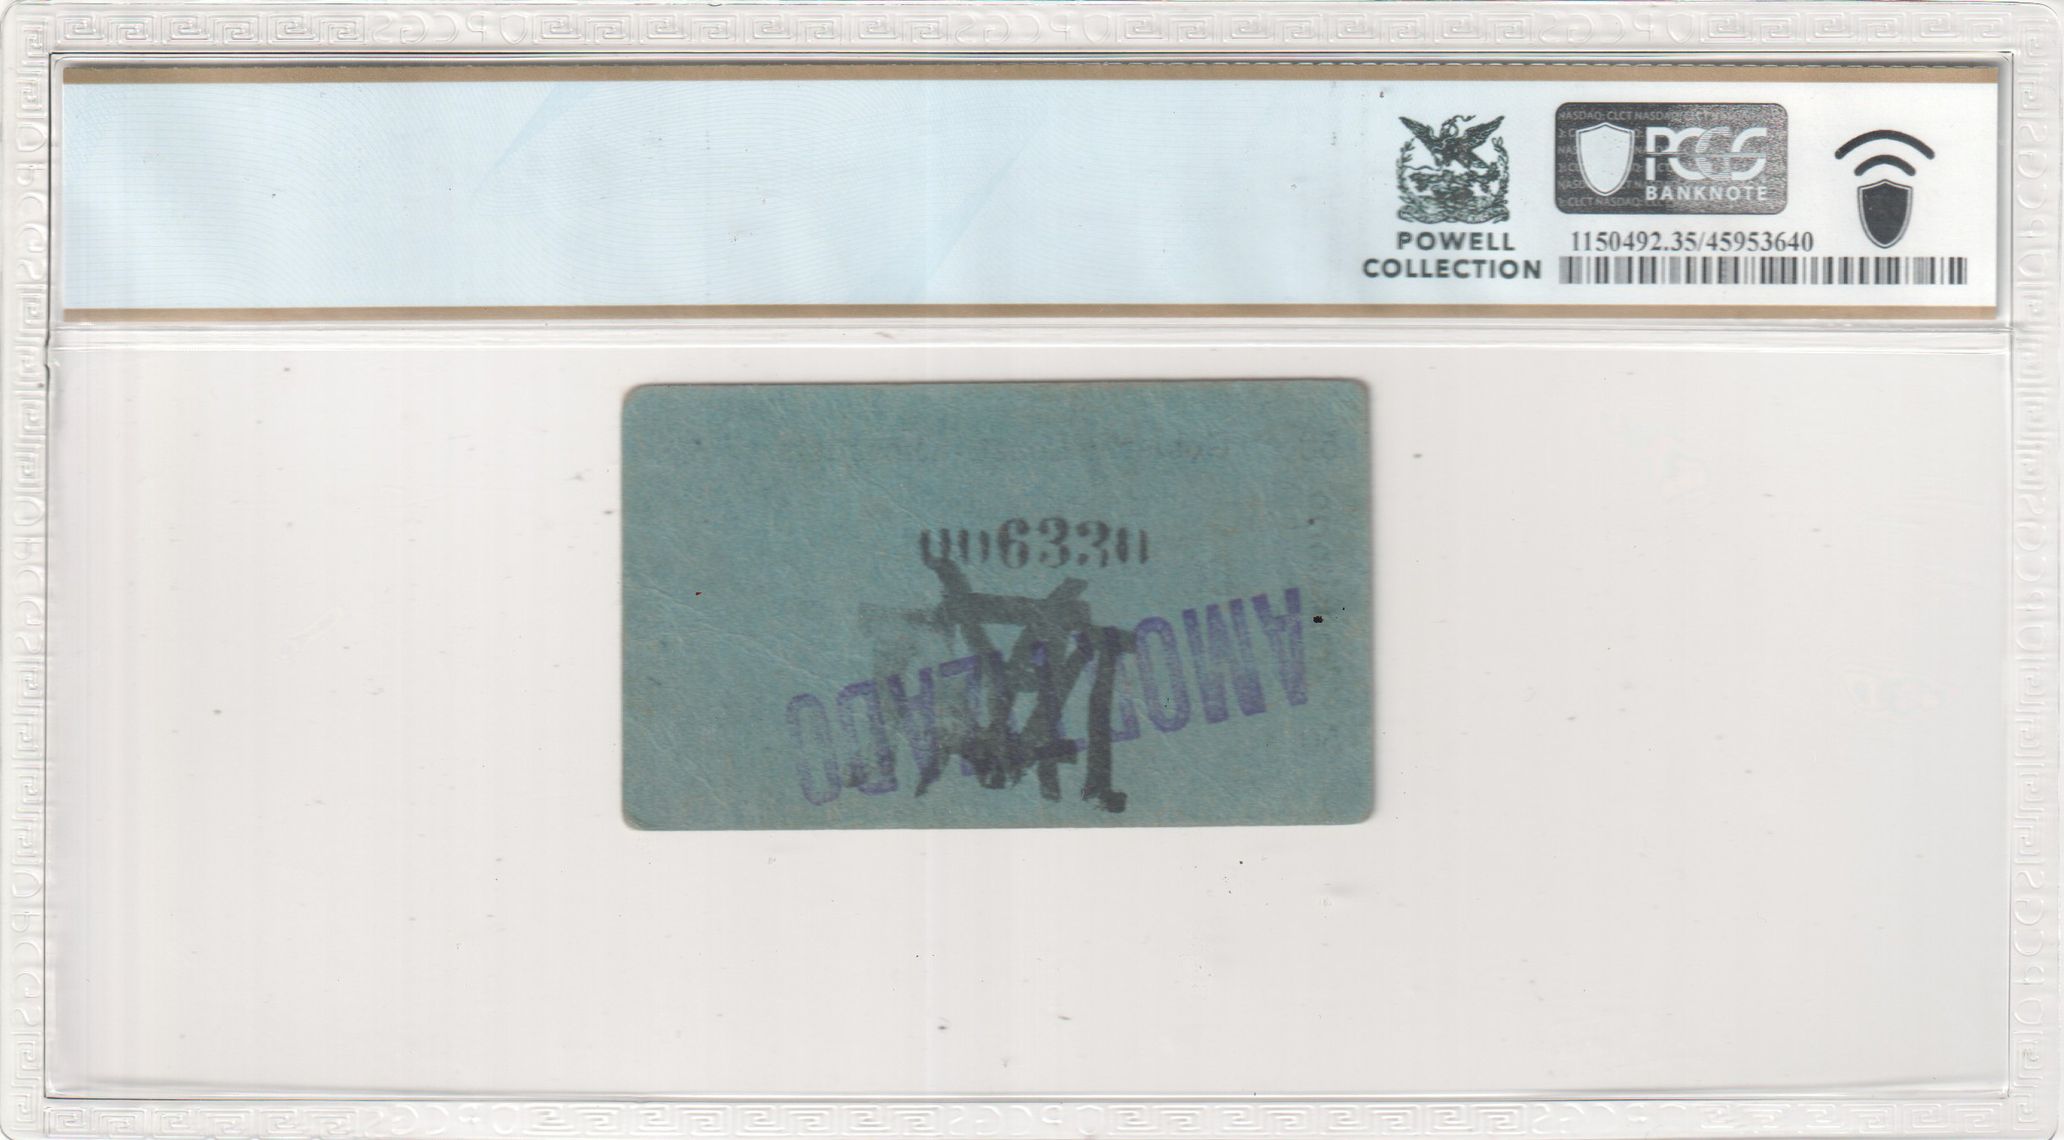 POWELL
COLLECTION
PCGS
BANKNOTE
1150492.35/45953640
006330
AMORTIZADO